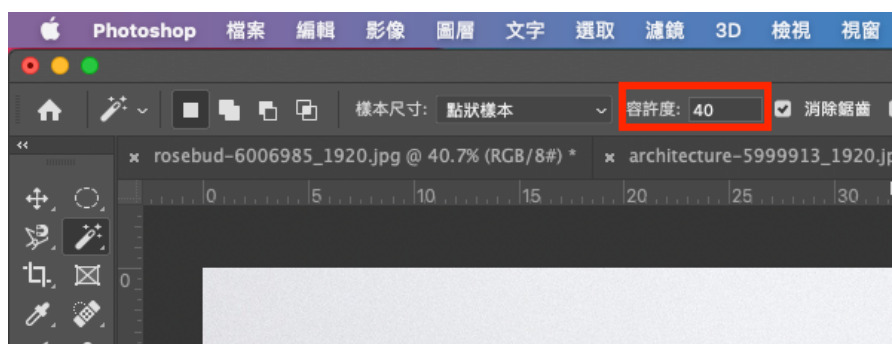 Photoshop 檔案 編輯 影像 圖層 文字 選取 濾鏡 3D 檢視 視窗
樣本尺寸: 點狀樣本 容許度: 40 消除鋸齒
rosebud-6006985_1920.jpg @ 40.7% (RGB/8#) * architecture-5999913_1920.jp
0 5 10 15 20 25 30
0